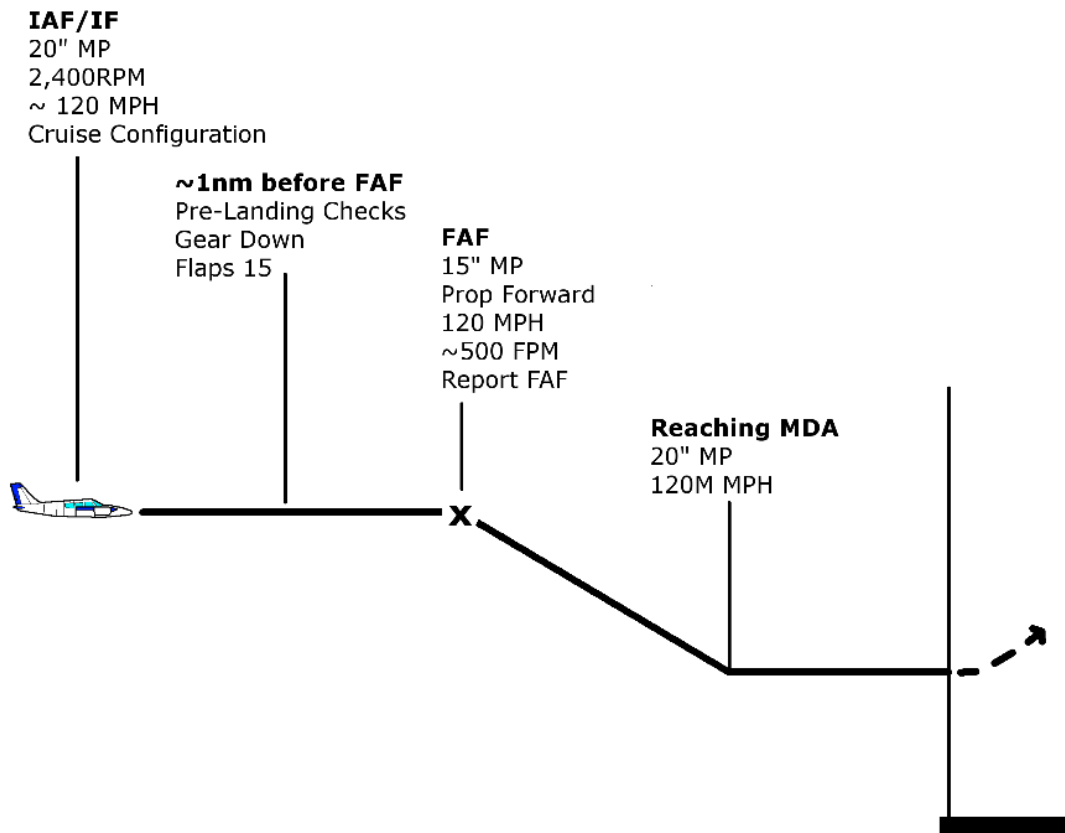 IAF/IF
20" MP
2,400RPM
~ 120 MPH
Cruise Configuration
~1nm before FAF
Pre-Landing Checks
Gear Down
Flaps 15
FAF
15" MP
Prop Forward
120 MPH
~500 FPM
Report FAF
Reaching MDA
20" MP
120M MPH
x